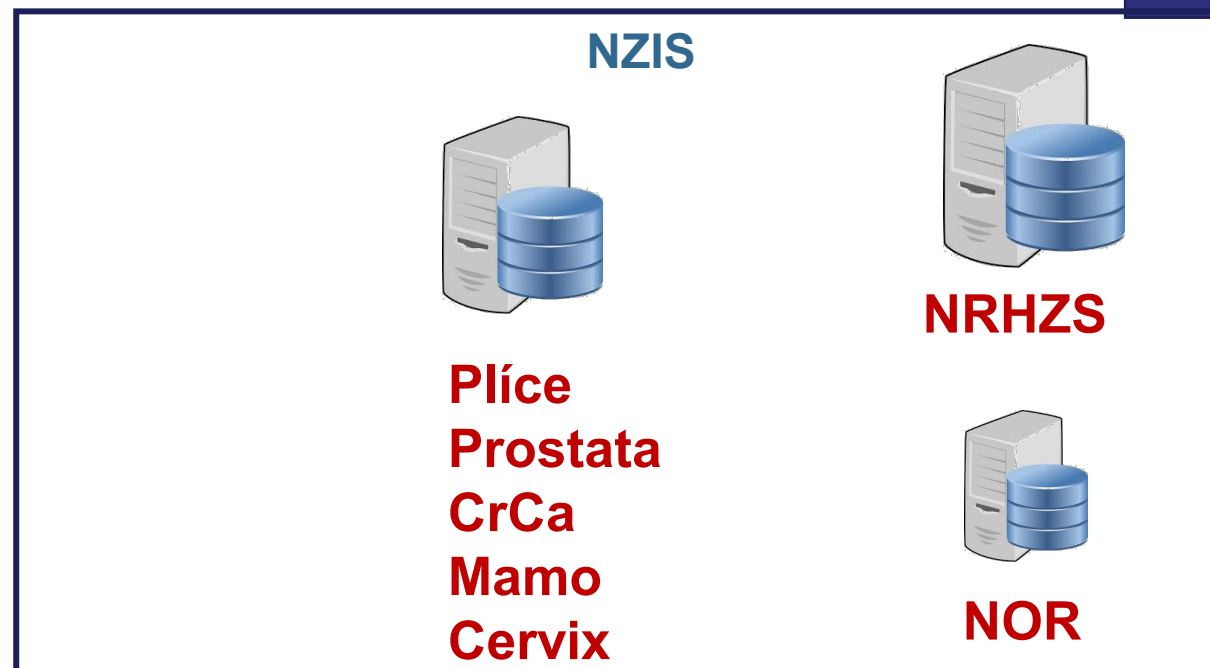 NZIS
NRHZS
Plíce
Prostata
CrCa
Mamo
Cervix
NOR